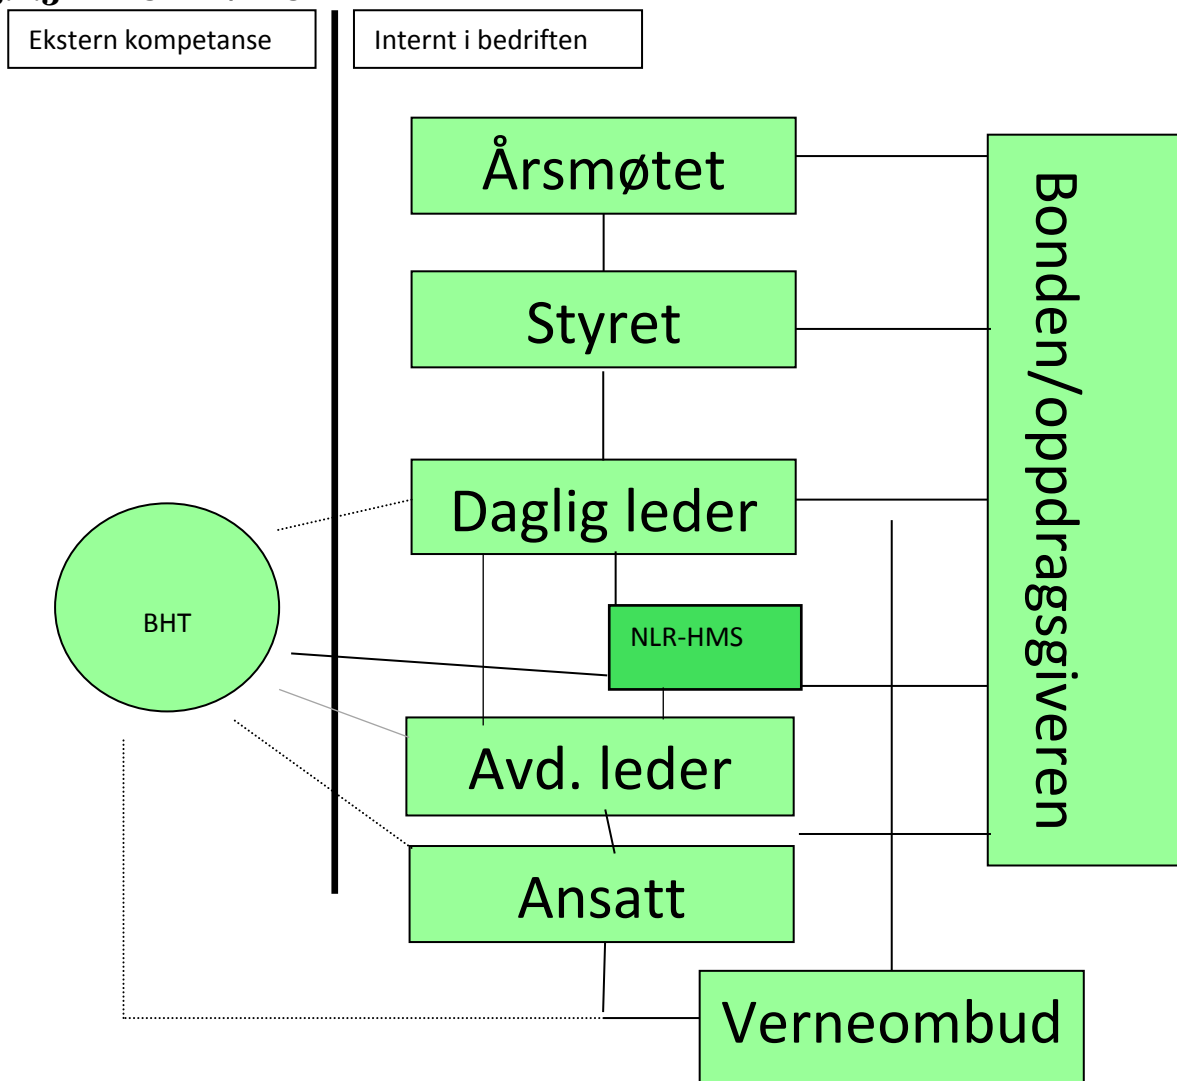 Ekstern kompetanse
Internt i bedriften
Årsmøtet
Styret
Daglig leder
BHT
NLR-HMS
Avd. leder
Ansatt
Verneombud
Bonden/oppdragsgiveren